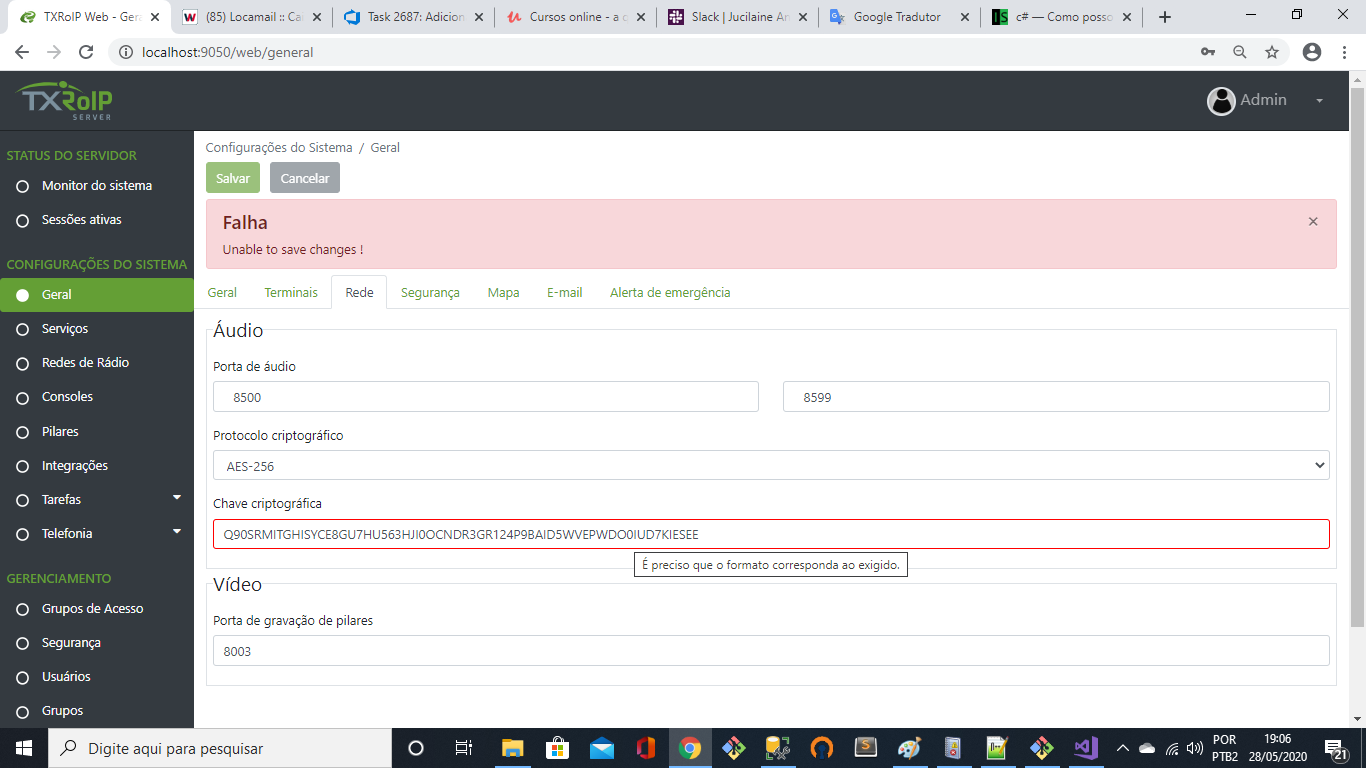 TXRoIP Web - Ger
(85) Locamail :: Ca
Task 2687: Adicion
Cursos online - a q
Slack | Jucilaine An
Google Tradutor
c# — Como posso
localhost:9050/web/general
TXRoIP
SERVER
Admin
STATUS DO SERVIDOR
Monitor do sistema
Sessões ativas
CONFIGURAÇÕES DO SISTEMA
Geral
Serviços
Redes de Rádio
Consoles
Pilares
Integrações
Tarefas
Telefonia
GERENCIAMENTO
Grupos de Acesso
Segurança
Usuários
Grupos
Configurações do Sistema / Geral
Salvar Cancelar
Falha
Unable to save changes !
Geral Terminais Rede Segurança Mapa E-mail Alerta de emergência
Áudio
Porta de áudio
8500 8599
Protocolo criptográfico
AES-256
Chave criptográfica
Q90SRMITGHISYCE8GU7HU563HJI0OCNDR3GR124P9BAID5WVEPWDO0IUD7KIESEE
É preciso que o formato corresponda ao exigido.
Vídeo
Porta de gravação de pilares
8003
Digite aqui para pesquisar
POR
PTB2
19:06
28/05/2020
21